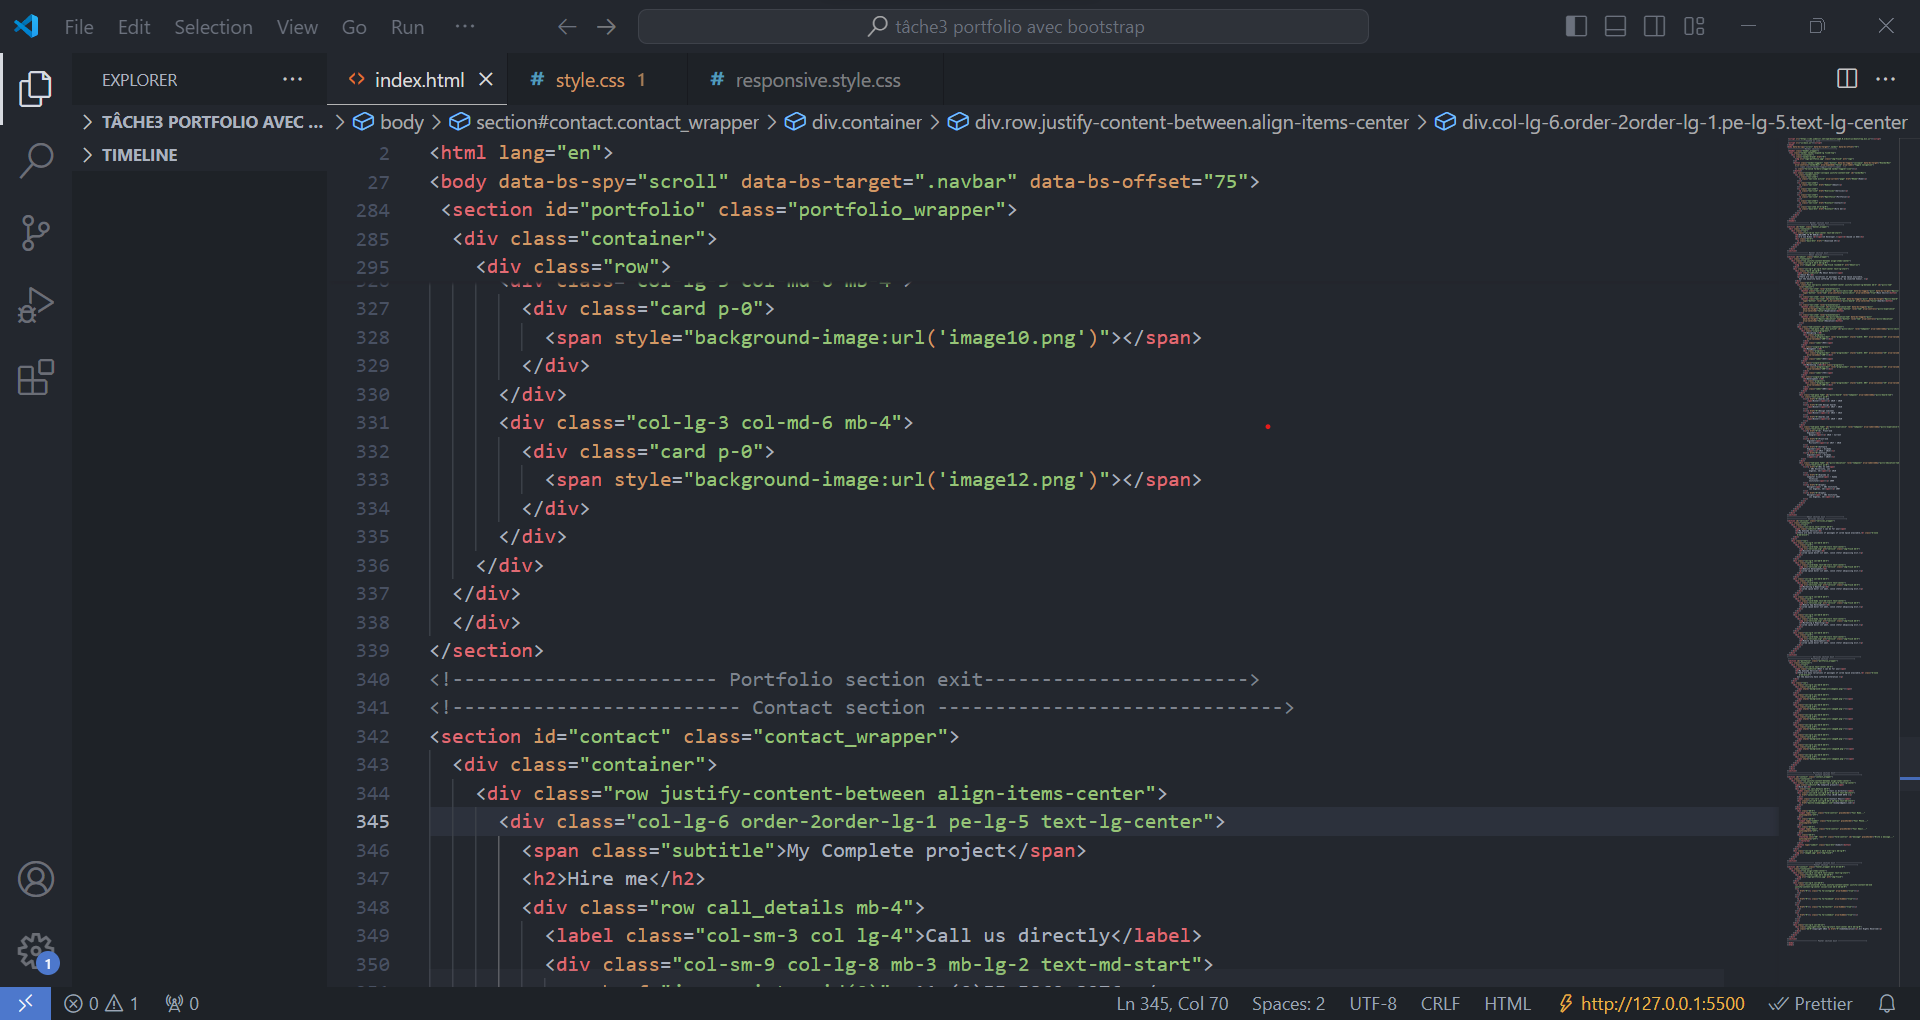 File Edit Selection View Go Run ··· tâche3 portfolio avec bootstrap
EXPLORER ··· index.html # style.css 1 # responsive.style.css ···
TÂCHE3 PORTFOLIO AVEC ... > body > section#contact.contact_wrapper > div.container > div.row.justify-content-between.align-items-center > div.col-lg-6.order-2order-lg-1.pe-lg-5.text-lg-center
TIMELINE
2 <html lang="en">
27 <body data-bs-spy="scroll" data-bs-target=".navbar" data-bs-offset="75">
284 <section id="portfolio" class="portfolio_wrapper">
285 <div class="container">
295 <div class="row">
327 <div class="card p-0">
328 <span style="background-image:url('image10.png')"></span>
329 </div>
330 </div>
331 <div class="col-lg-3 col-md-6 mb-4">
332 <div class="card p-0">
333 <span style="background-image:url('image12.png')"></span>
334 </div>
335 </div>
336 </div>
337 </div>
338 </div>
339 </section>
340 <!----------------------- Portfolio section exit----------------------->
341 <!------------------------- Contact section ------------------------------>
342 <section id="contact" class="contact_wrapper">
343 <div class="container">
344 <div class="row justify-content-between align-items-center">
345 <div class="col-lg-6 order-2order-lg-1 pe-lg-5 text-lg-center">
346 <span class="subtitle">My Complete project</span>
347 <h2>Hire me</h2>
348 <div class="row call_details mb-4">
349 <label class="col-sm-3 col lg-4">Call us directly</label>
350 <div class="col-sm-9 col-lg-8 mb-3 mb-lg-2 text-md-start">
1
0 1 0 Ln 345, Col 70 Spaces: 2 UTF-8 CRLF HTML http://127.0.0.1:5500 Prettier